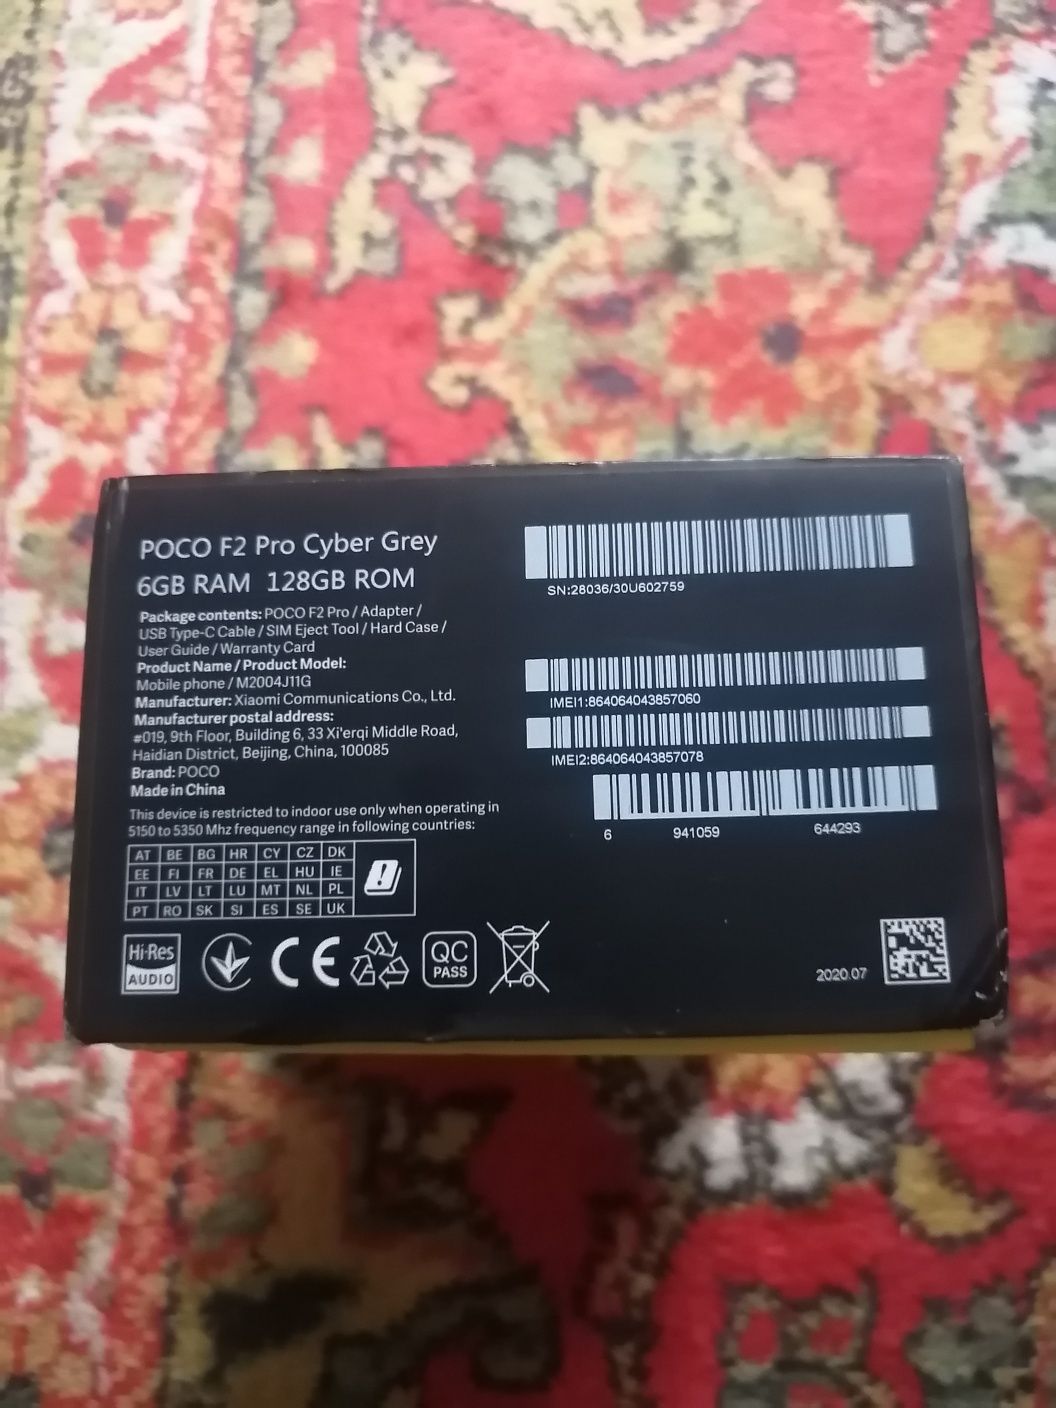 POCO F2 Pro Cyber Grey
6GB RAM 128GB ROM
Package contents: POCO F2 Pro / Adapter /
USB Type-C Cable / SIM Eject Tool / Hard Case /
User Guide / Warranty Card
Product Name / Product Model:
Mobile phone / M2004J11G
Manufacturer: Xiaomi Communications Co., Ltd.
Manufacturer postal address:
#019, 9th Floor, Building 6, 33 Xi'erqi Middle Road,
Haidian District, Beijing, China, 100085
Brand: POCO
Made in China
This device is restricted to indoor use only when operating in
5150 to 5350 Mhz frequency range in following countries:
AT BE BG HR CY CZ DK
EE FI FR DE EL HU IE
IT LV LT LU MT NL PL
PT RO SK SI ES SE UK
Hi-Res
AUDIO
CE
QC
PASS
SN:28036/30U602759
IMEI1:864064043857060
IMEI2:864064043857078
6 941059 644293
2020.07